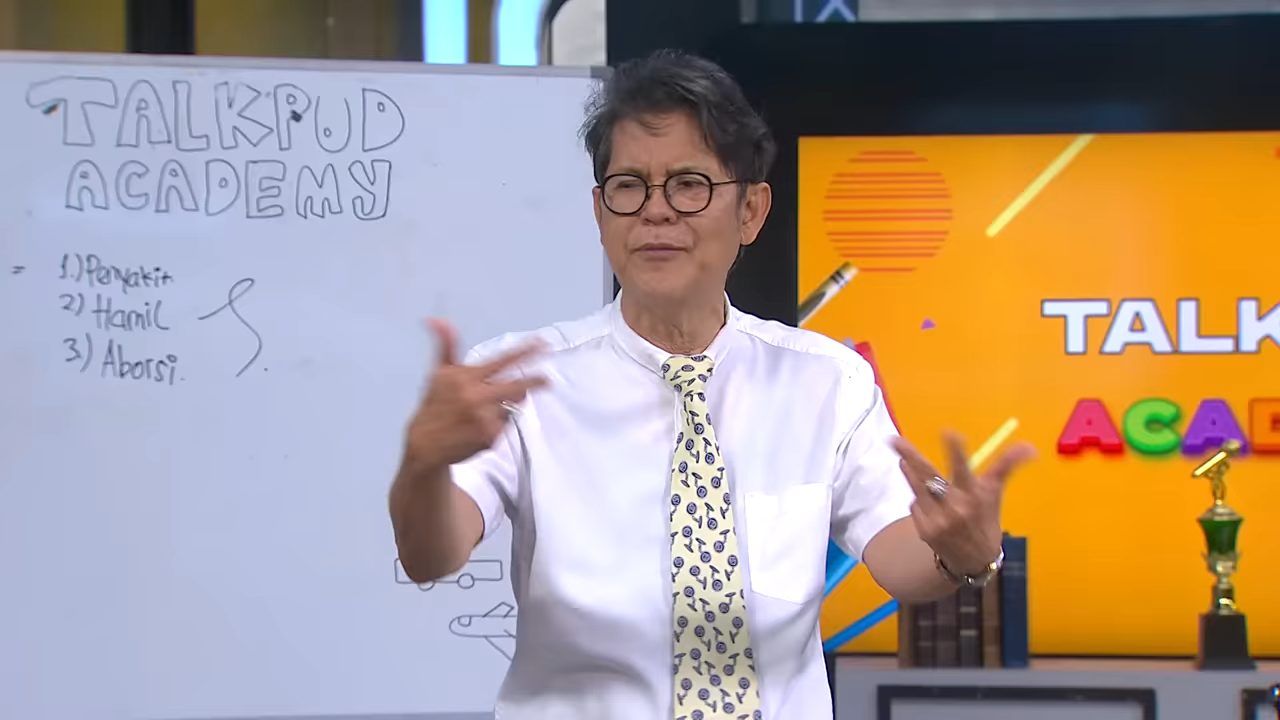 TALKPUD
ACADEMY
= 1.) Penyakit
2) Hamil
3.) Aborsi.
TALK
ACAD